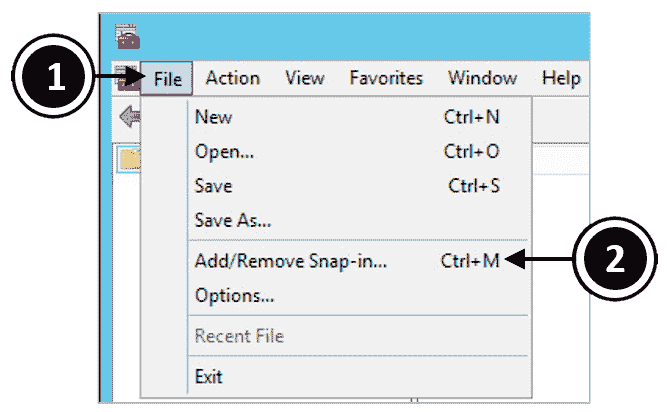 1 File Action View Favorites Window Help
New Ctrl+N
Open... Ctrl+O
Save Ctrl+S
Save As...
Add/Remove Snap-in... Ctrl+M 2
Options...
Recent File
Exit